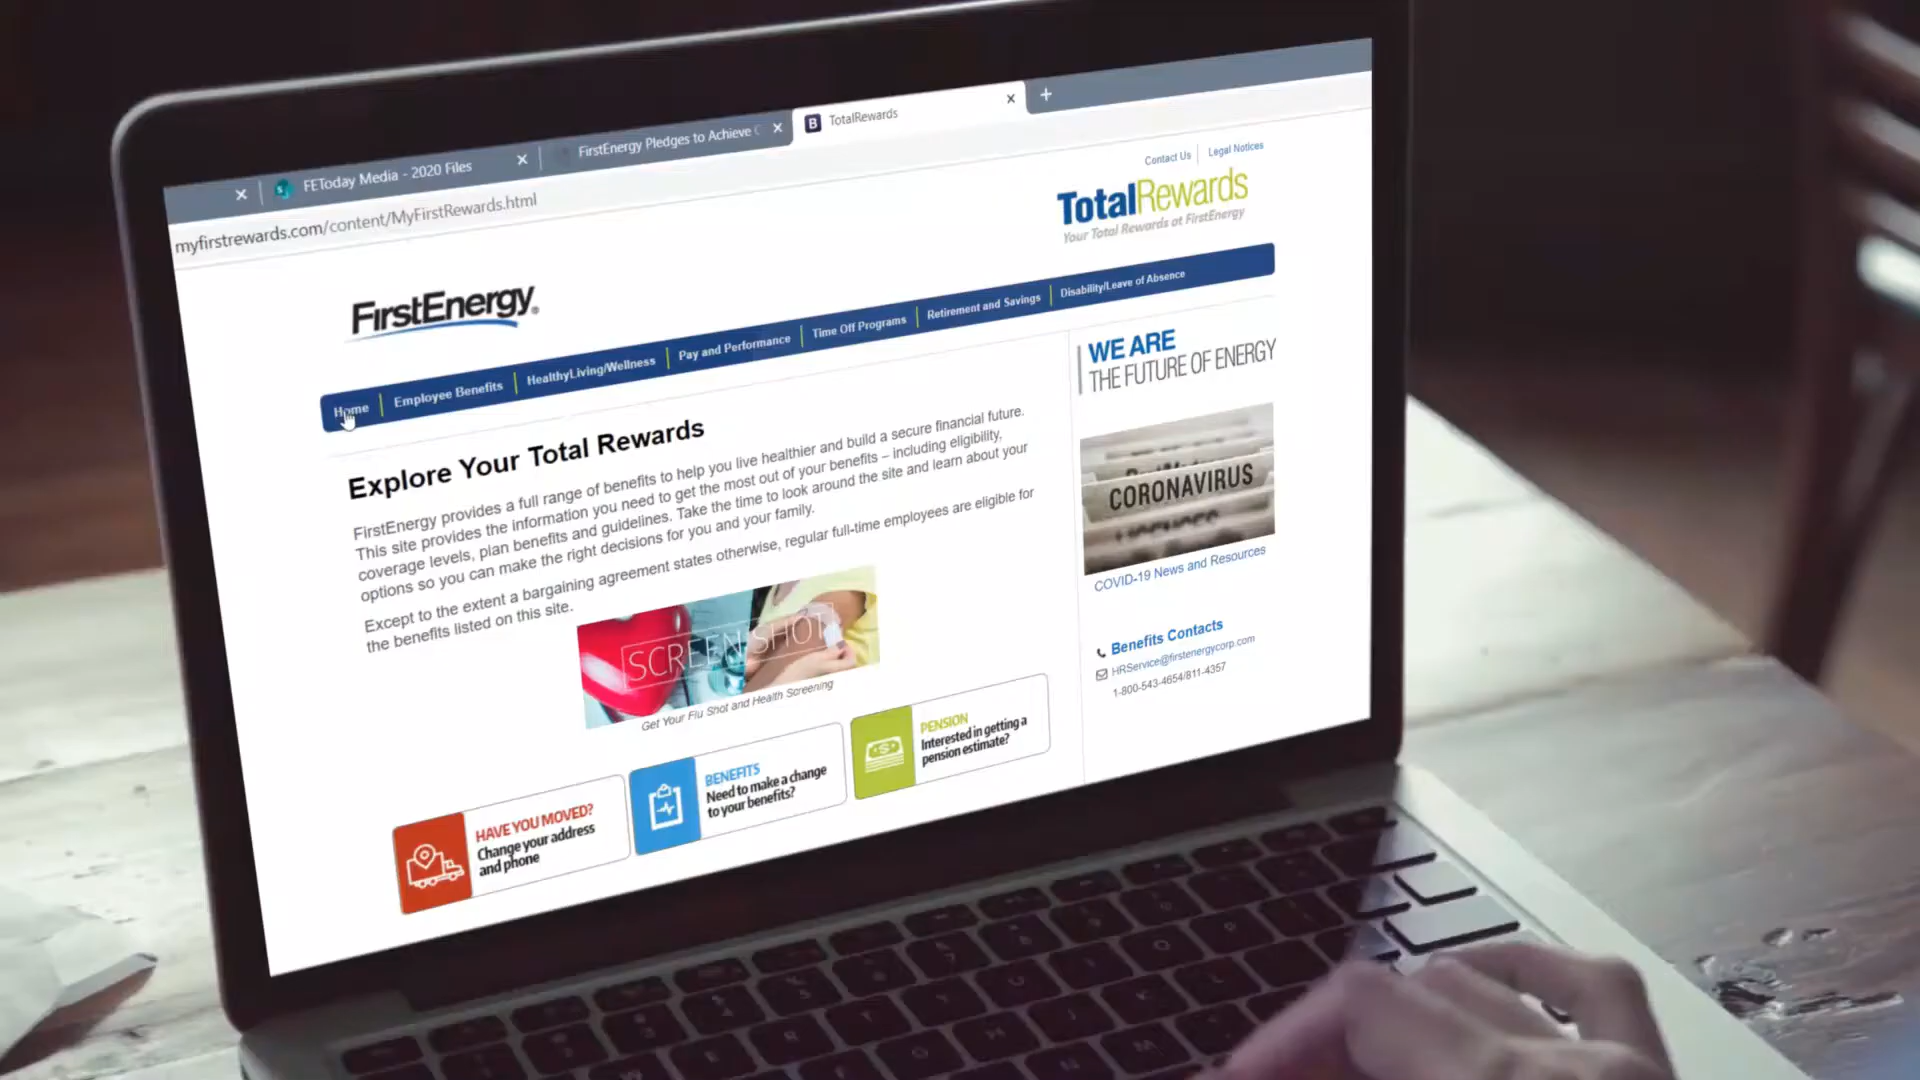 FEToday Media - 2020 Files
FirstEnergy Pledges to Achieve
TotalRewards
myfirstrewards.com/content/MyFirstRewards.html
Contact Us
Legal Notices
TotalRewards
Your Total Rewards at FirstEnergy
FirstEnergy
Home
Employee Benefits
HealthyLiving/Wellness
Pay and Performance
Time Off Programs
Retirement and Savings
Disability/Leave of Absence
Explore Your Total Rewards
FirstEnergy provides a full range of benefits to help you live healthier and build a secure financial future.
This site provides the information you need to get the most out of your benefits – including eligibility,
coverage levels, plan benefits and guidelines. Take the time to look around the site and learn about your
options so you can make the right decisions for you and your family.
Except to the extent a bargaining agreement states otherwise, regular full-time employees are eligible for
the benefits listed on this site.
SCREEN SHOT
Get Your Flu Shot and Health Screening
HAVE YOU MOVED?
Change your address
and phone
BENEFITS
Need to make a change
to your benefits?
PENSION
Interested in getting a
pension estimate?
WE ARE
THE FUTURE OF ENERGY
CORONAVIRUS
COVID-19 News and Resources
Benefits Contacts
HRService@firstenergycorp.com
1-800-543-4654/811-4357